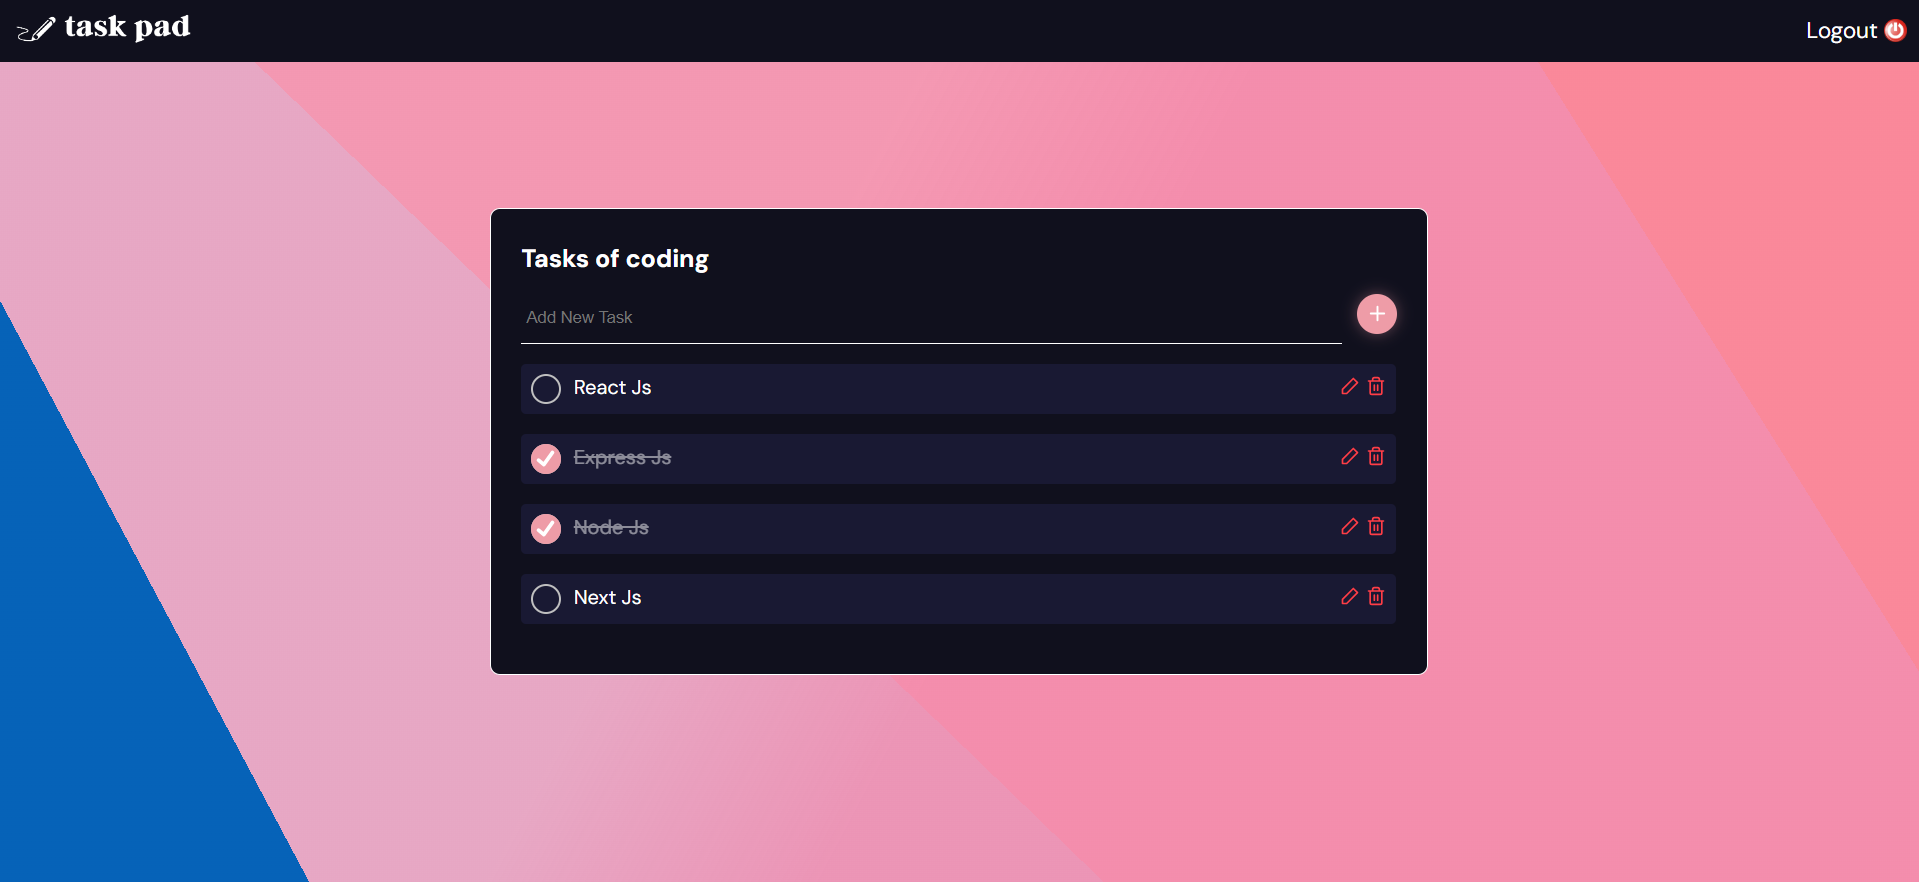 task pad
Logout
Tasks of coding
Add New Task
React Js
Express Js
Node Js
Next Js